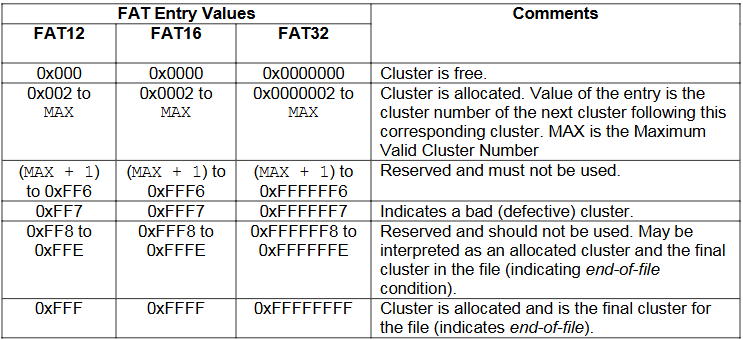 FAT Entry Values Comments
FAT12 FAT16 FAT32
0x000 0x0000 0x0000000 Cluster is free.
0x002 to 0x0002 to 0x0000002 to Cluster is allocated. Value of the entry is the
MAX MAX MAX cluster number of the next cluster following this
corresponding cluster. MAX is the Maximum
Valid Cluster Number
(MAX + 1) (MAX + 1) to (MAX + 1) to Reserved and must not be used.
to 0xFF6 0xFFF6 0xFFFFFF6
0xFF7 0xFFF7 0xFFFFFF7 Indicates a bad (defective) cluster.
0xFF8 to 0xFFF8 to 0xFFFFFF8 to Reserved and should not be used. May be
0xFFE 0xFFFE 0xFFFFFFE interpreted as an allocated cluster and the final
cluster in the file (indicating end-of-file
condition).
0xFFF 0xFFFF 0xFFFFFFFF Cluster is allocated and is the final cluster for
the file (indicates end-of-file).